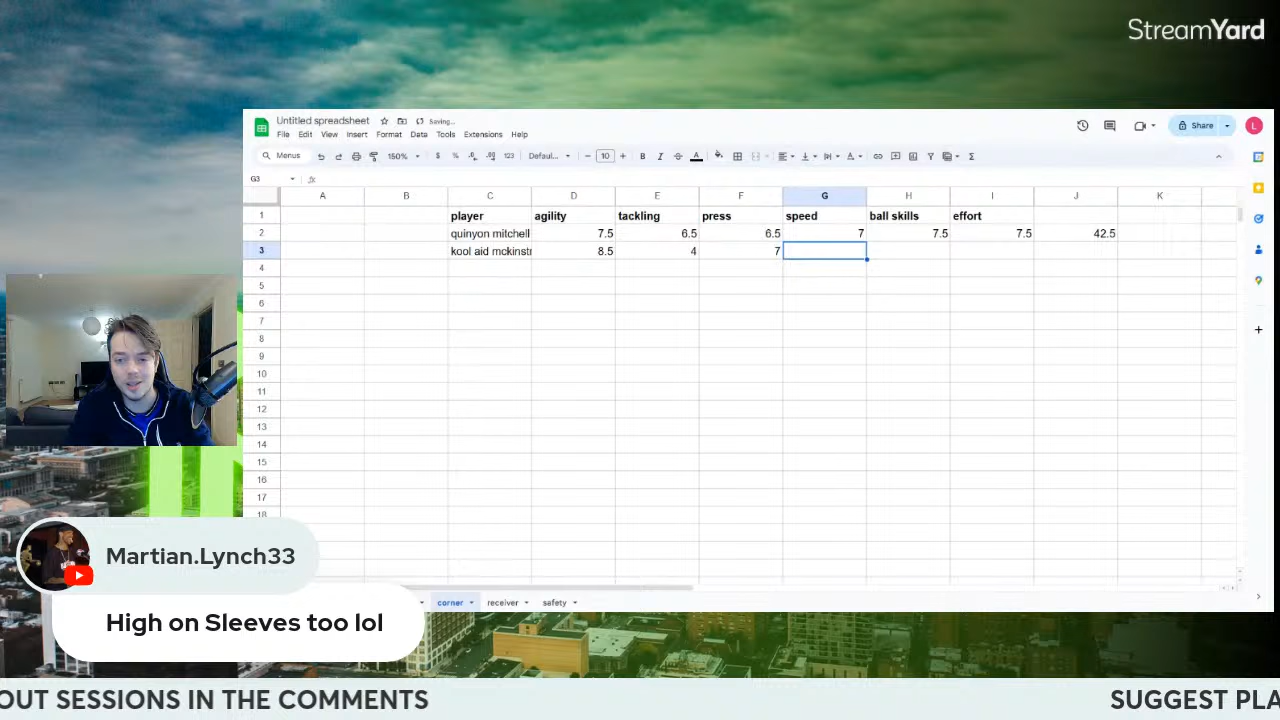 StreamYard
Untitled spreadsheet Saving...
File Edit View Insert Format Data Tools Extensions Help
Share L
Menus 150% $ % 123 Defaul... 10 B I A
G3 fx
A B C D E F G H I J K
1 player agility tackling press speed ball skills effort
2 quinyon mitchell 7.5 6.5 6.5 7 7.5 7.5 42.5
3 kool aid mckinstr 8.5 4 7
4
5
6
7
8
9
10
11
12
13
14
15
16
17
18
corner receiver safety
Martian.Lynch33
High on Sleeves too lol
OUT SESSIONS IN THE COMMENTS SUGGEST PLA